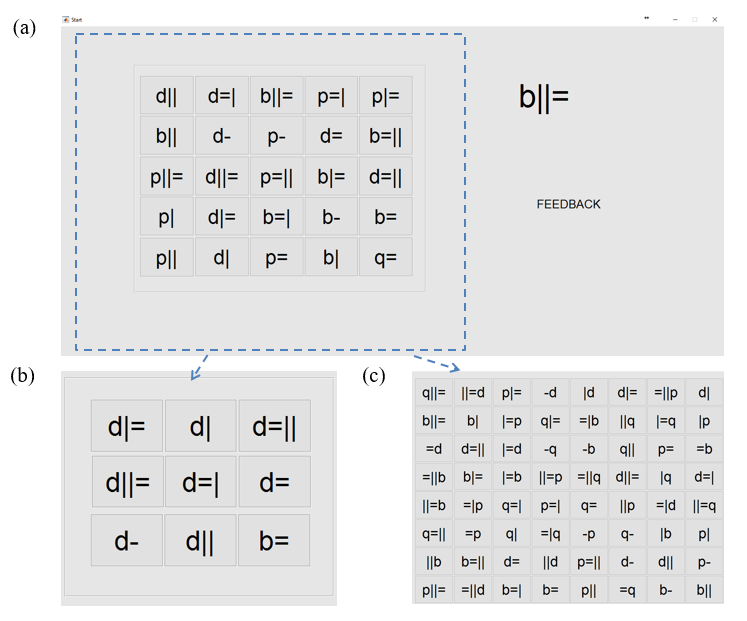 (a)
Start
d|| d=| b||= p=| p|=
b||=
b|| d- p- d= b=||
p||= d||= p=|| b|= d=||
FEEDBACK
p| d|= b=| b- b=
p|| d| p= b| q=
(b)
d|= d| d=||
d||= d=| d=
d- d|| b=
(c)
q||= ||=d p|= -d |d d|= =||p d|
b||= b| |=p q|= =|b ||q |=q |p
=d d=|| |=d -q -b q|| p= =b
=||b b|= |=b ||=p =||q d||= |q d=|
||=b =|p q=| p=| q= ||p =|d ||=q
q=|| =p q| =|q -p q- |b p|
||b b=|| d= ||d p=|| d- d|| p-
p||= =||d b=| b= p|| =q b- b||